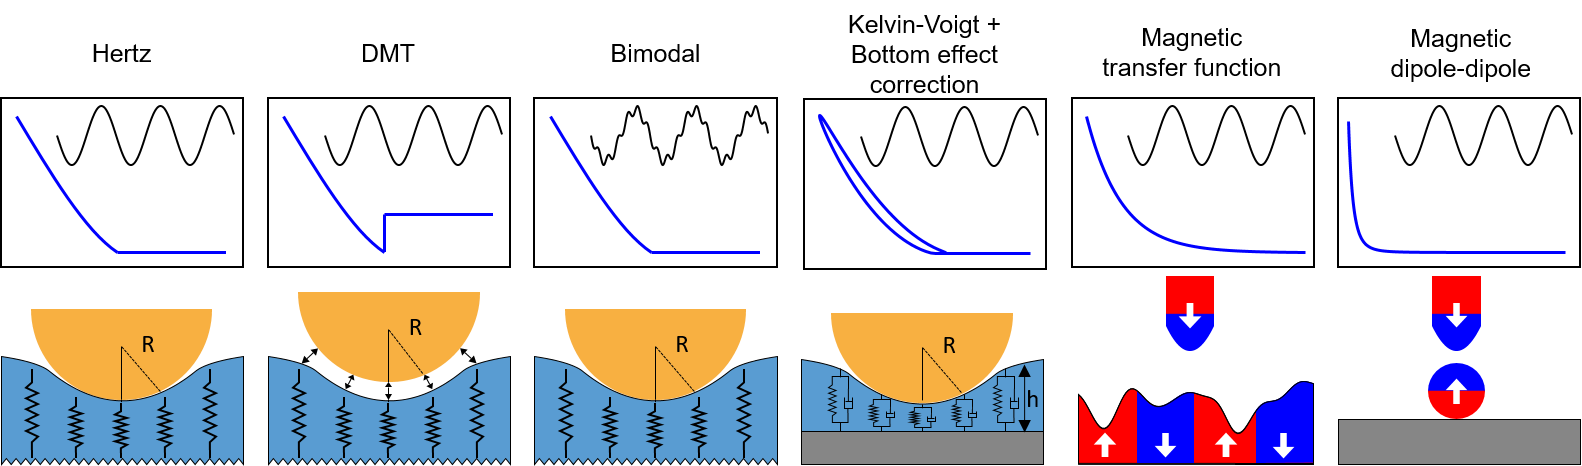 Hertz
DMT
Bimodal
Kelvin-Voigt +
Bottom effect
correction
Magnetic
transfer function
Magnetic
dipole-dipole
R
R
R
R
h